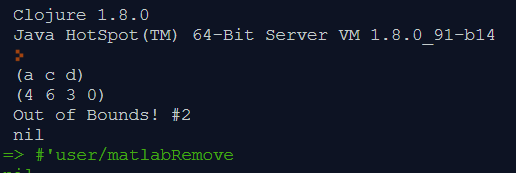 Clojure 1.8.0
Java HotSpot(TM) 64-Bit Server VM 1.8.0_91-b14
(a c d)
(4 6 3 0)
Out of Bounds! #2
nil
=> #'user/matlabRemove
nil